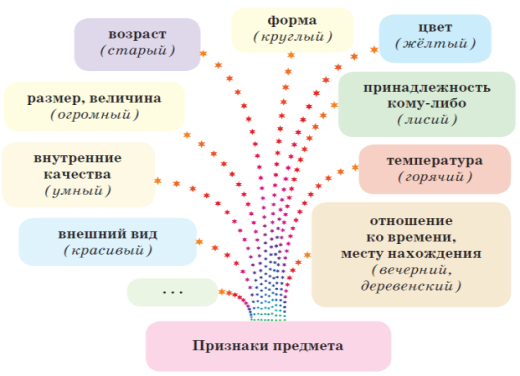 возраст
(старый)
форма
(круглый)
цвет
(жёлтый)
размер, величина
(огромный)
принадлежность
кому-либо
(лисий)
внутренние
качества
(умный)
температура
(горячий)
внешний вид
(красивый)
отношение
ко времени,
месту нахождения
(вечерний,
деревенский)
...
Признаки предмета